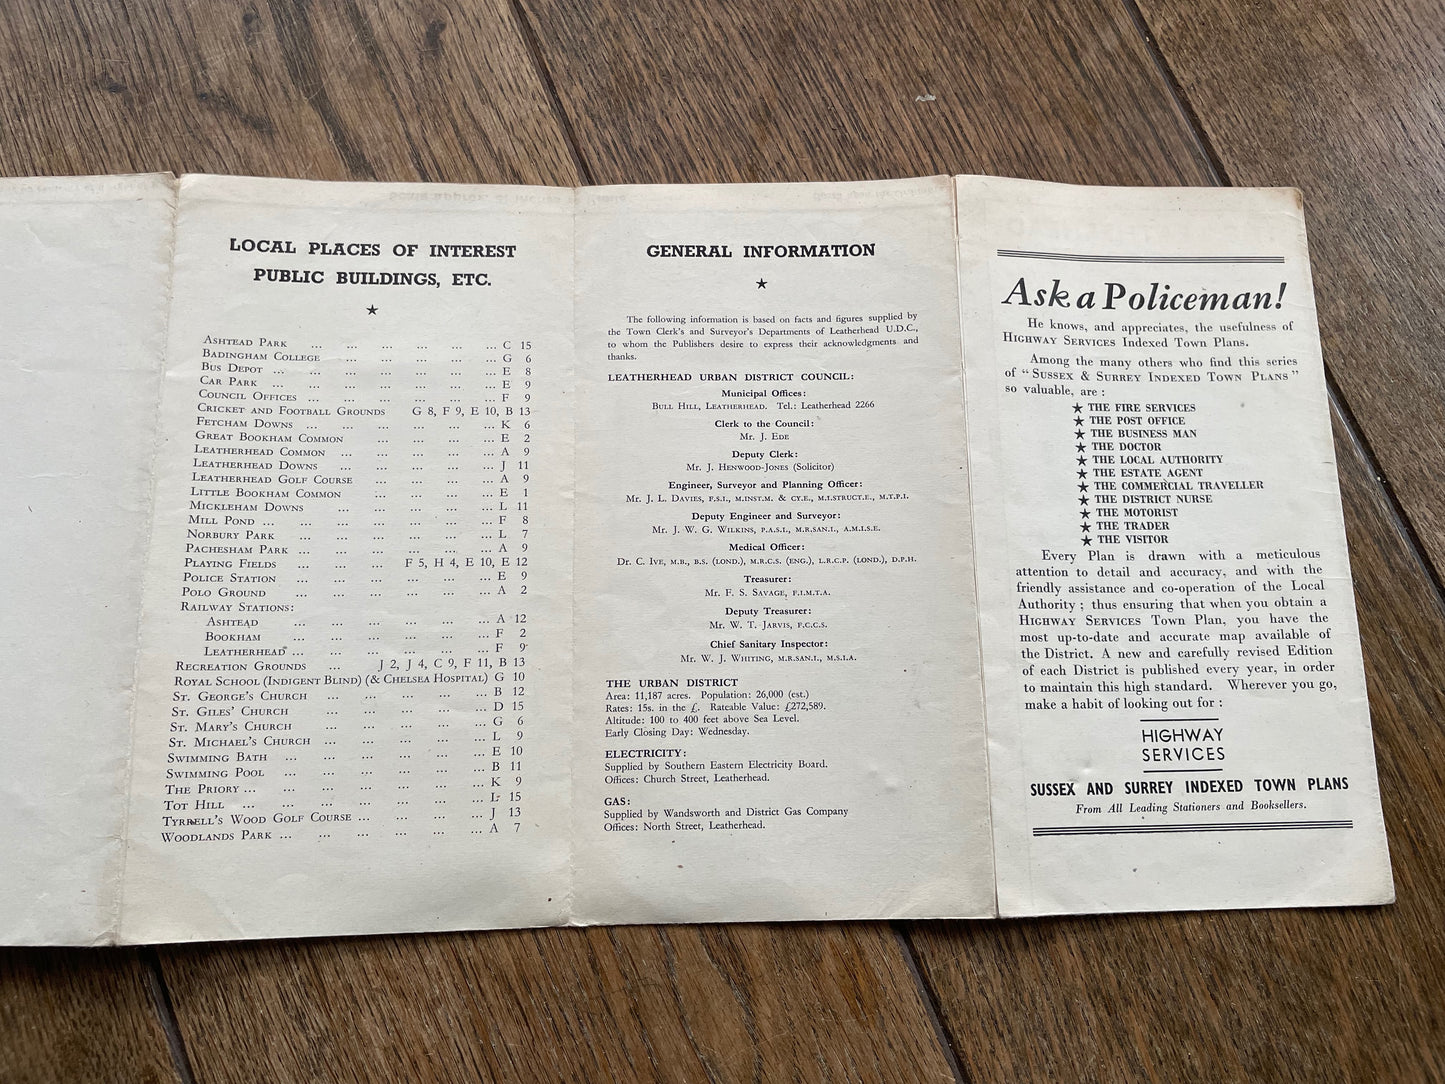 LOCAL PLACES OF INTEREST
PUBLIC BUILDINGS, ETC.
★
ASHTEAD PARK ... ... ... ... ... ... C 15
BADINGHAM COLLEGE ... ... ... ... ... G 6
BUS DEPOT ... ... ... ... ... ... ... E 8
CAR PARK ... ... ... ... ... ... ... E 9
COUNCIL OFFICES ... ... ... ... ... ... F 9
CRICKET AND FOOTBALL GROUNDS G 8, F 9, E 10, B 13
FETCHAM DOWNS ... ... ... ... ... ... K 6
GREAT BOOKHAM COMMON ... ... ... ... E 2
LEATHERHEAD COMMON ... ... ... ... ... A 9
LEATHERHEAD DOWNS ... ... ... ... ... J 11
LEATHERHEAD GOLF COURSE ... ... ... ... A 9
LITTLE BOOKHAM COMMON ... ... ... ... E 1
MICKLEHAM DOWNS ... ... ... ... ... L 11
MILL POND ... ... ... ... ... ... ... F 8
NORBURY PARK ... ... ... ... ... ... L 7
PACHESHAM PARK ... ... ... ... ... ... A 9
PLAYING FIELDS ... ... ... F 5, H 4, E 10, E 12
POLICE STATION ... ... ... ... ... ... E 9
POLO GROUND ... ... ... ... ... ... A 2
RAILWAY STATIONS:
ASHTEAD ... ... ... ... ... ... A 12
BOOKHAM ... ... ... ... ... ... F 2
LEATHERHEAD ... ... ... ... ... ... F 9
RECREATION GROUNDS ... J 2, J 4, C 9, F 11, B 13
ROYAL SCHOOL (INDIGENT BLIND) (& CHELSEA HOSPITAL) G 10
ST. GEORGE'S CHURCH ... ... ... ... ... B 12
ST. GILES' CHURCH ... ... ... ... ... D 15
ST. MARY'S CHURCH ... ... ... ... ... G 6
ST. MICHAEL'S CHURCH ... ... ... ... ... L 9
SWIMMING BATH ... ... ... ... ... ... E 10
SWIMMING POOL ... ... ... ... ... ... B 11
THE PRIORY ... ... ... ... ... ... ... K 9
TOT HILL ... ... ... ... ... ... ... L 15
TYRRELL'S WOOD GOLF COURSE ... ... ... ... J 13
WOODLANDS PARK ... ... ... ... ... ... A 7
GENERAL INFORMATION
★
The following information is based on facts and figures supplied by
the Town Clerk's and Surveyor's Departments of Leatherhead U.D.C.,
to whom the Publishers desire to express their acknowledgments and
thanks.
LEATHERHEAD URBAN DISTRICT COUNCIL:
Municipal Offices:
BULL HILL, LEATHERHEAD. Tel.: Leatherhead 2266
Clerk to the Council:
Mr. J. EDE
Deputy Clerk:
Mr. J. HENWOOD-JONES (Solicitor)
Engineer, Surveyor and Planning Officer:
Mr. J. L. DAVIES, F.S.I., M.INST.M. & CY.E., M.I.STRUCT.E., M.T.P.I.
Deputy Engineer and Surveyor:
Mr. J. W. G. WILKINS, P.A.S.I., M.R.SAN.I., A.M.I.S.E.
Medical Officer:
Dr. C. IVE, M.B., B.S. (LOND.), M.R.C.S. (ENG.), L.R.C.P. (LOND.), D.P.H.
Treasurer:
Mr. F. S. SAVAGE, F.I.M.T.A.
Deputy Treasurer:
Mr. W. T. JARVIS, F.C.C.S.
Chief Sanitary Inspector:
Mr. W. J. WHITING, M.R.SAN.I., M.S.I.A.
THE URBAN DISTRICT
Area: 11,187 acres. Population: 26,000 (est.)
Rates: 15s. in the £. Rateable Value: £272,589.
Altitude: 100 to 400 feet above Sea Level.
Early Closing Day: Wednesday.
ELECTRICITY:
Supplied by Southern Eastern Electricity Board.
Offices: Church Street, Leatherhead.
GAS:
Supplied by Wandsworth and District Gas Company
Offices: North Street, Leatherhead.
Ask a Policeman!
He knows, and appreciates, the usefulness of
HIGHWAY SERVICES Indexed Town Plans.
Among the many others who find this series
of "SUSSEX & SURREY INDEXED TOWN PLANS"
so valuable, are :
★ THE FIRE SERVICES
★ THE POST OFFICE
★ THE BUSINESS MAN
★ THE DOCTOR
★ THE LOCAL AUTHORITY
★ THE ESTATE AGENT
★ THE COMMERCIAL TRAVELLER
★ THE DISTRICT NURSE
★ THE MOTORIST
★ THE TRADER
★ THE VISITOR
Every Plan is drawn with a meticulous
attention to detail and accuracy, and with the
friendly assistance and co-operation of the Local
Authority ; thus ensuring that when you obtain a
HIGHWAY SERVICES Town Plan, you have the
most up-to-date and accurate map available of
the District. A new and carefully revised Edition
of each District is published every year, in order
to maintain this high standard. Wherever you go,
make a habit of looking out for :
HIGHWAY
SERVICES
SUSSEX AND SURREY INDEXED TOWN PLANS
From All Leading Stationers and Booksellers.